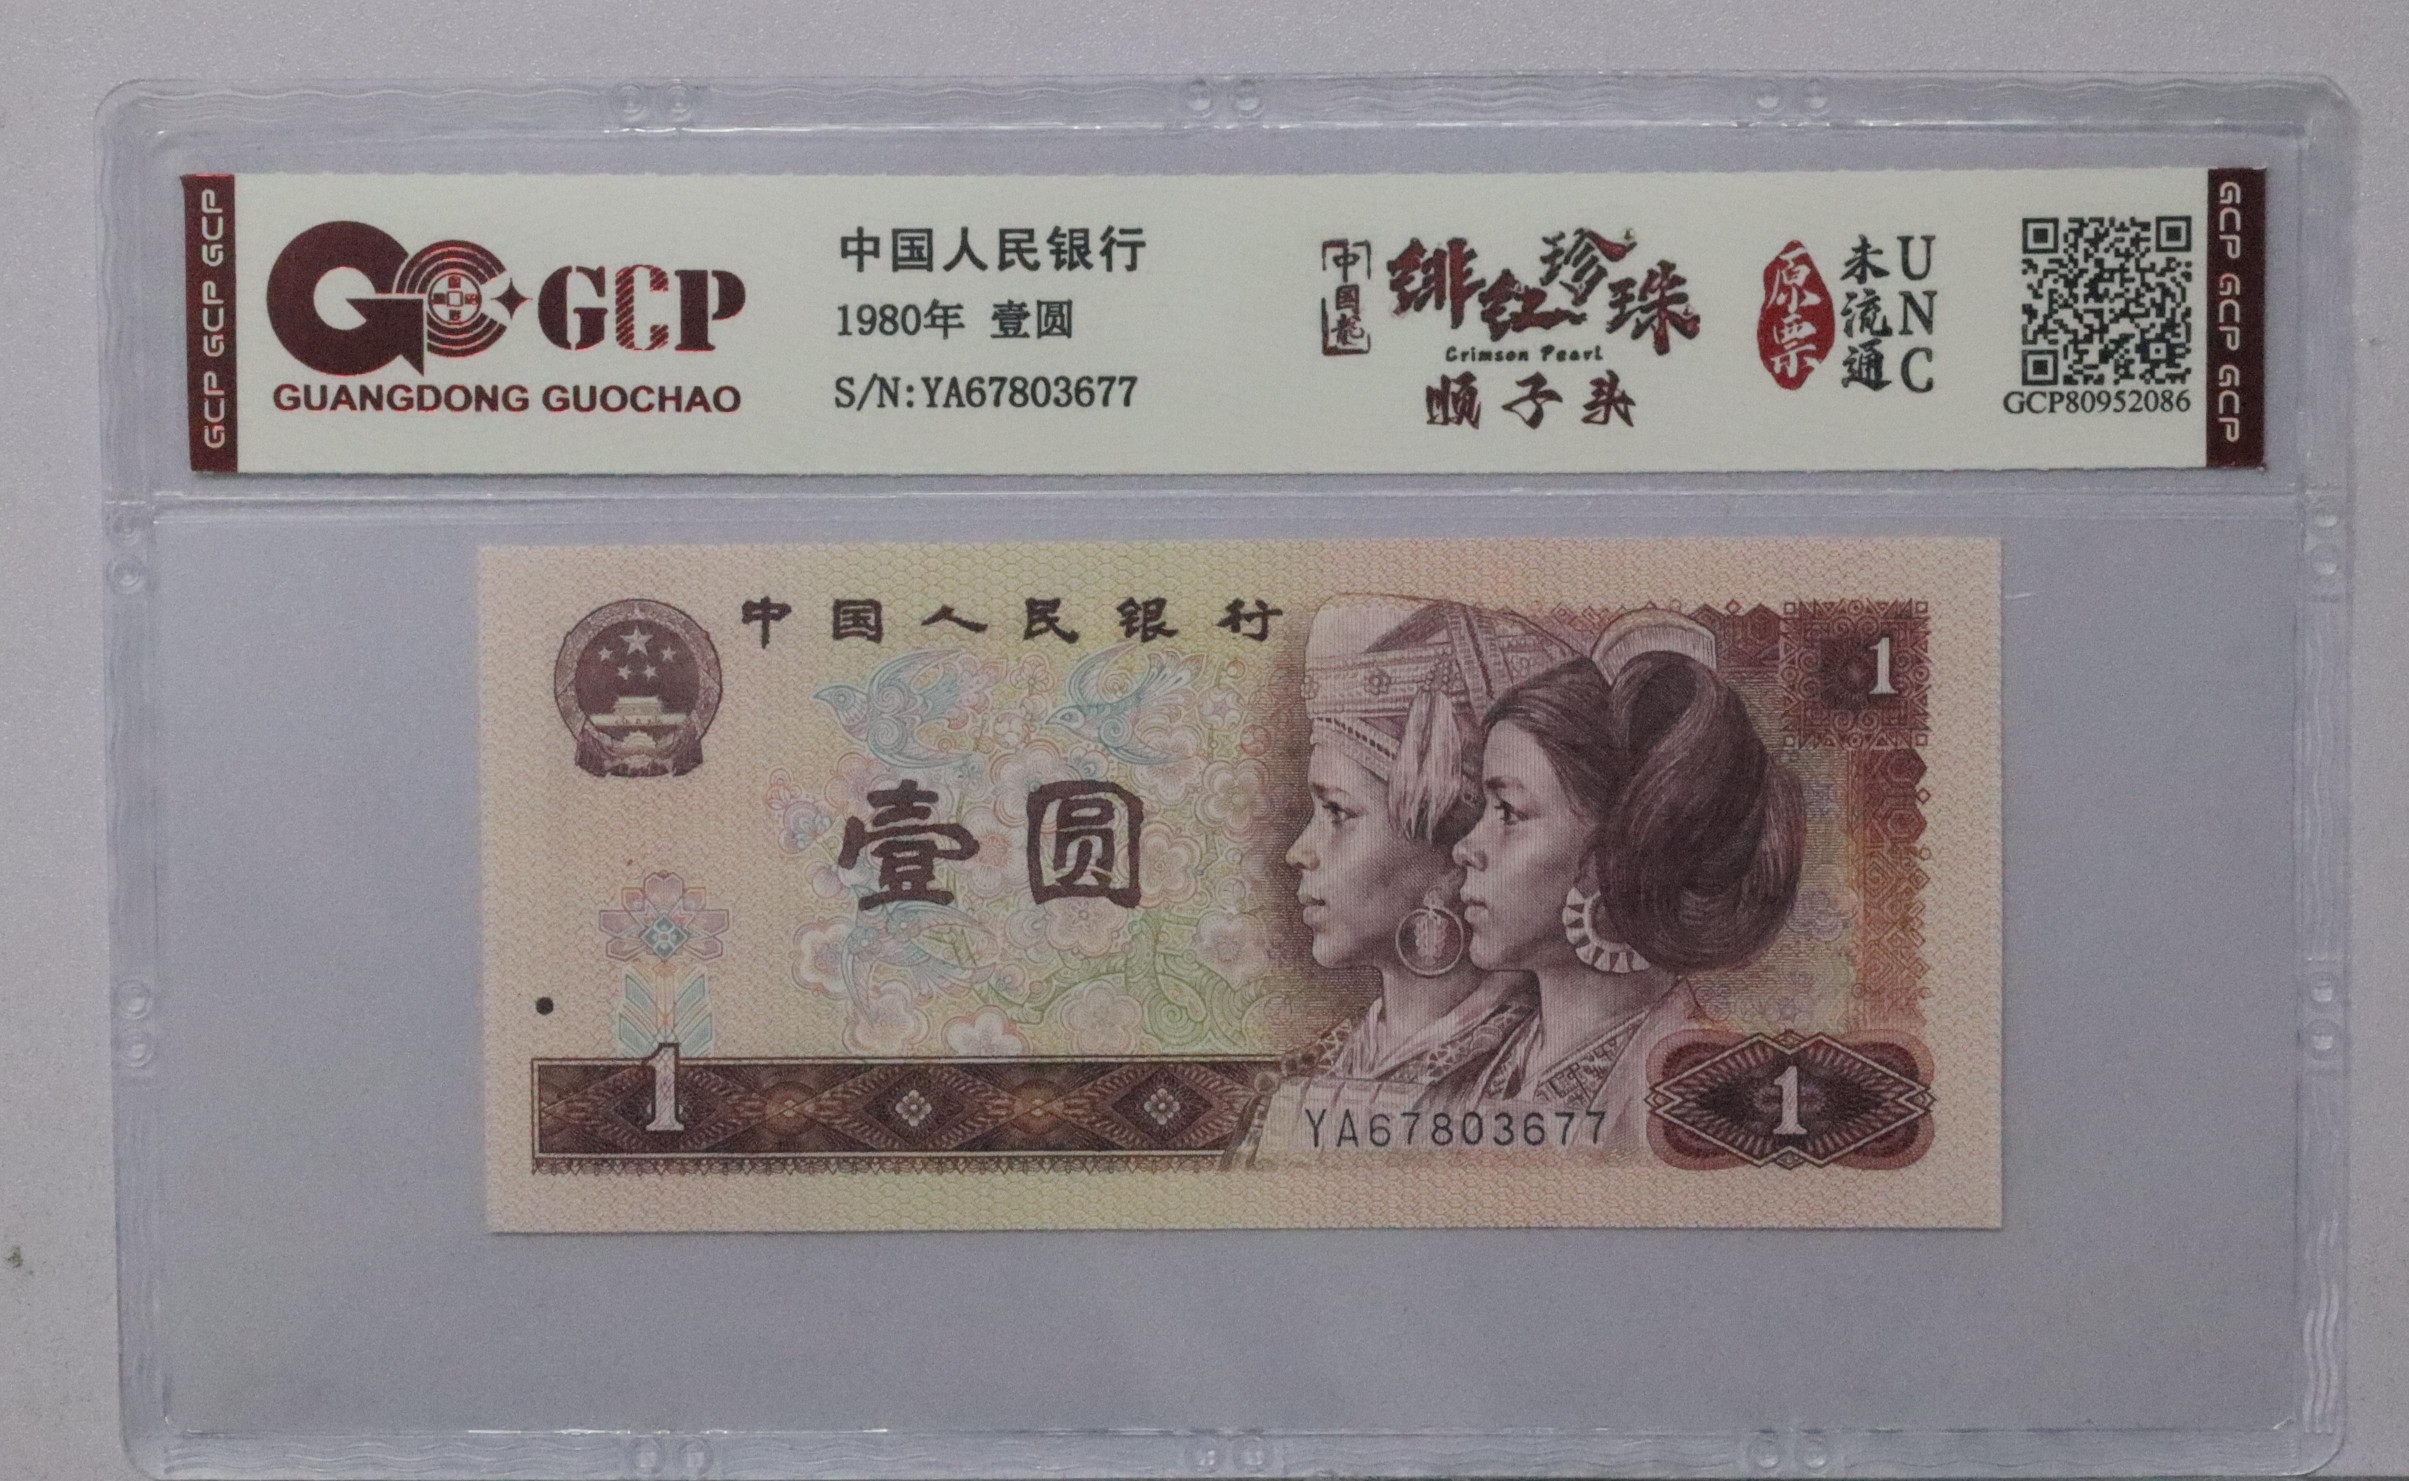 GCP GCP GCP
GCP
GUANGDONG GUOCHAO
中国人民银行
1980年 壹圆
S/N:YA67803677
中国龙
绯红珍珠
Crimson Pearl
顺子头
原票
未流通
UNC
GCP80952086
GCP GCP GCP
中国人民银行
1
壹圆
1
YA67803677
1